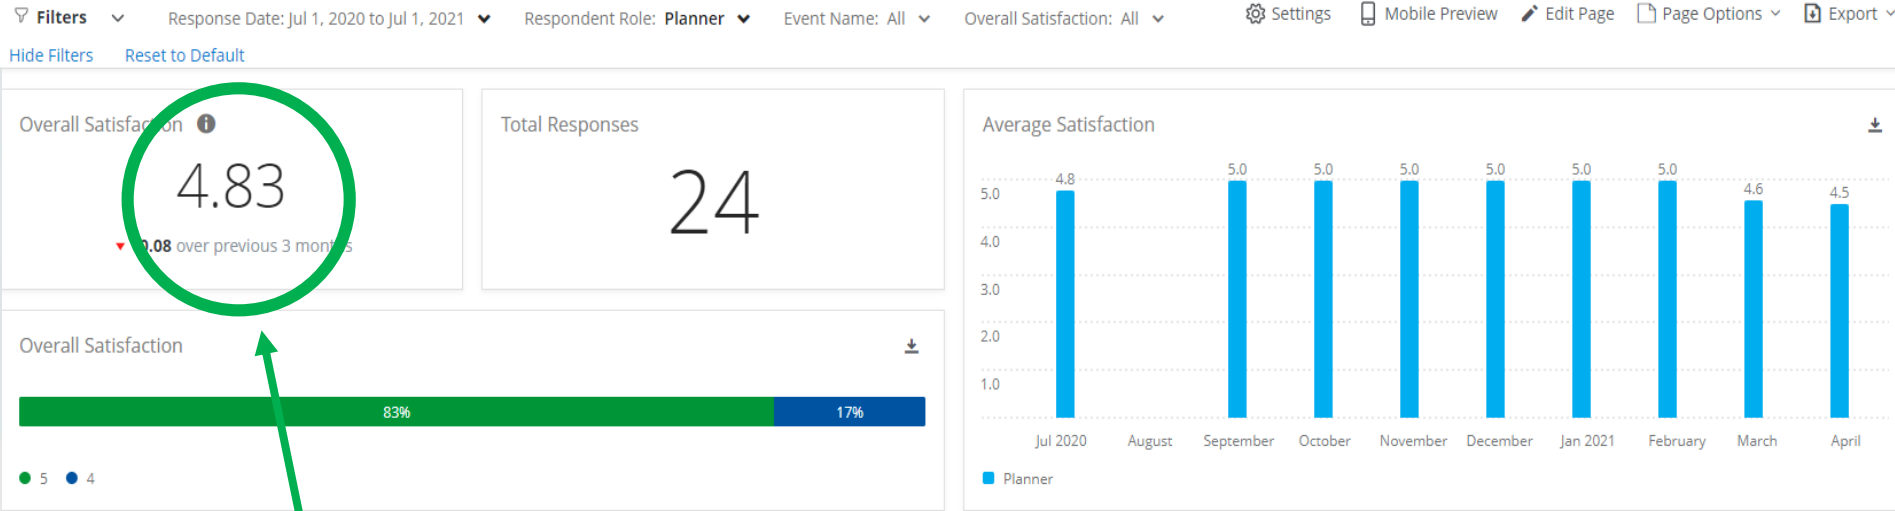 Filters
Response Date: Jul 1, 2020 to Jul 1, 2021
Respondent Role: Planner
Event Name: All
Overall Satisfaction: All
Settings
Mobile Preview
Edit Page
Page Options
Export
Hide Filters
Reset to Default
Overall Satisfaction
4.83
0.08 over previous 3 months
Total Responses
24
Overall Satisfaction
83%
17%
5
4
Average Satisfaction
5.0
4.0
3.0
2.0
1.0
4.8
5.0
5.0
5.0
5.0
5.0
5.0
4.6
4.5
Jul 2020
August
September
October
November
December
Jan 2021
February
March
April
Planner